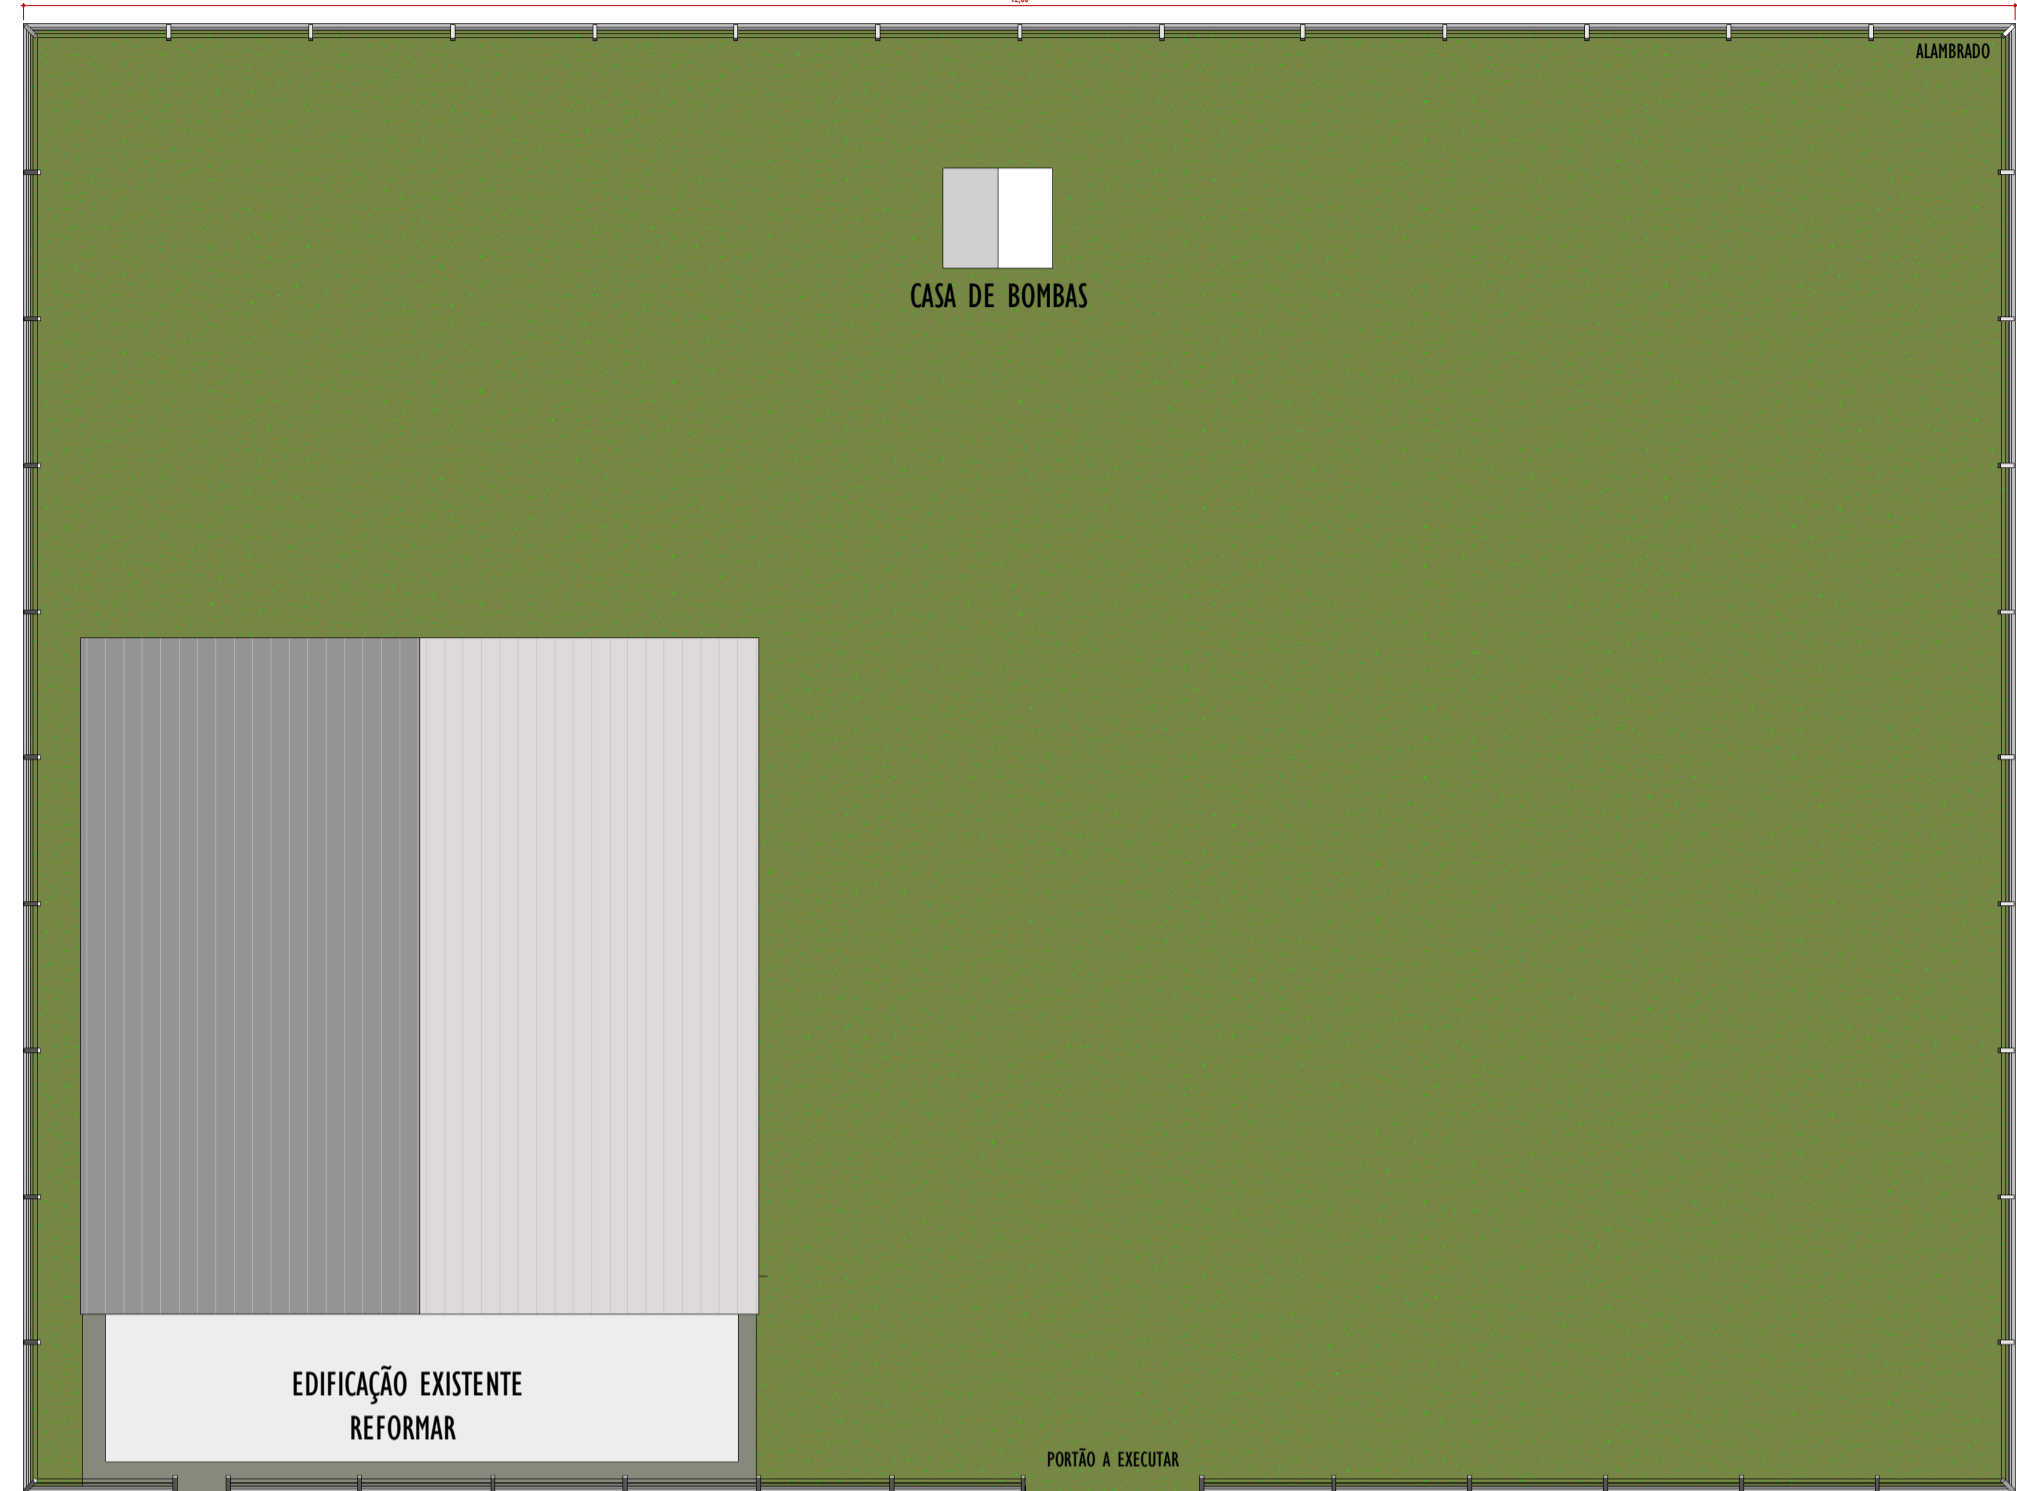 ALAMBRADO
CASA DE BOMBAS
EDIFICAÇÃO EXISTENTE
REFORMAR
PORTÃO A EXECUTAR